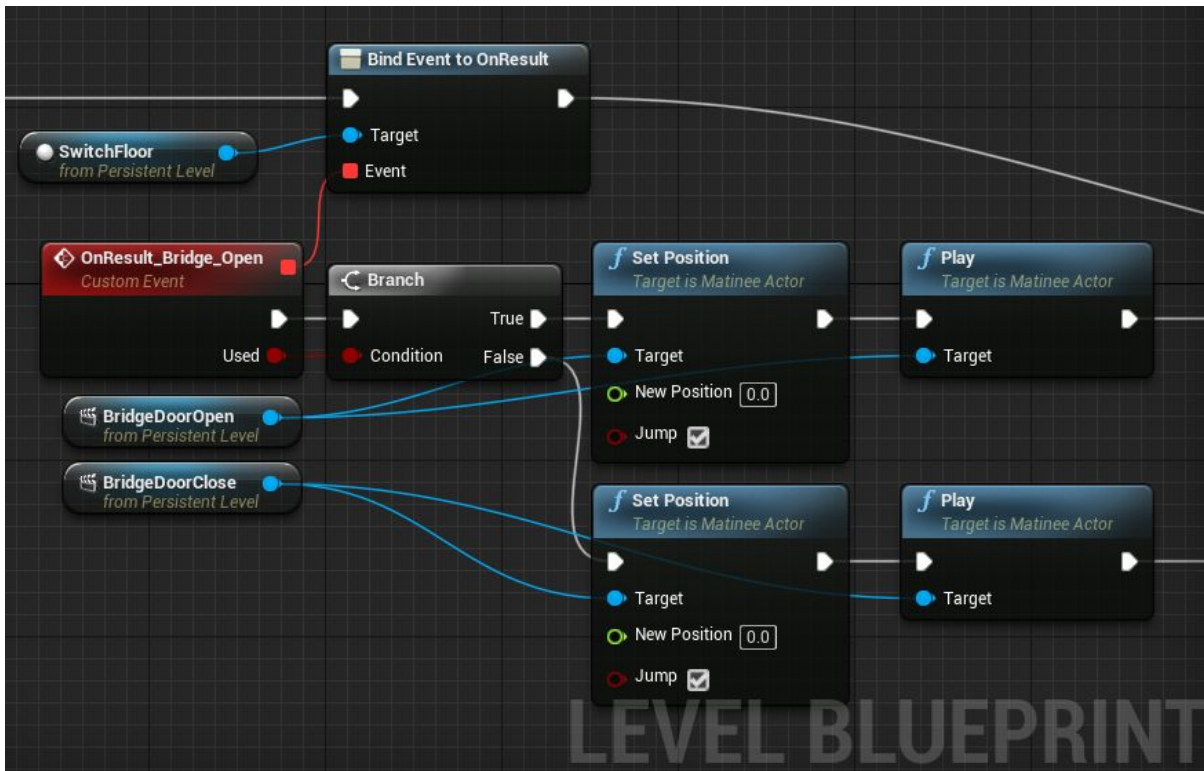 Bind Event to OnResult
Target
Event
SwitchFloor
from Persistent Level
OnResult_Bridge_Open
Custom Event
Used
Branch
True
Condition
False
BridgeDoorOpen
from Persistent Level
BridgeDoorClose
from Persistent Level
Set Position
Target is Matinee Actor
Target
New Position 0.0
Jump
Play
Target is Matinee Actor
Target
Set Position
Target is Matinee Actor
Target
New Position 0.0
Jump
Play
Target is Matinee Actor
Target
LEVEL BLUEPRINT